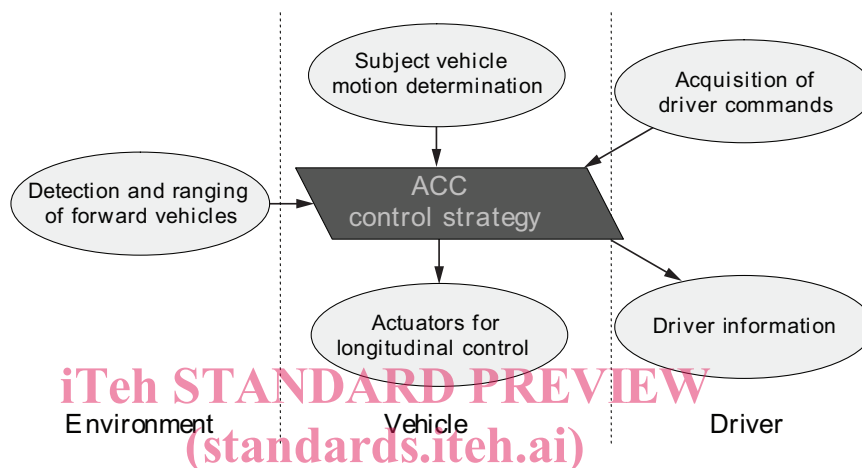 Subject vehicle
motion determination
Acquisition of
driver commands
Detection and ranging
of forward vehicles
ACC
control strategy
Actuators for
longitudinal control
Driver information
iTeh STANDARD PREVIEW
Environment Vehicle Driver
(standards.iteh.ai)